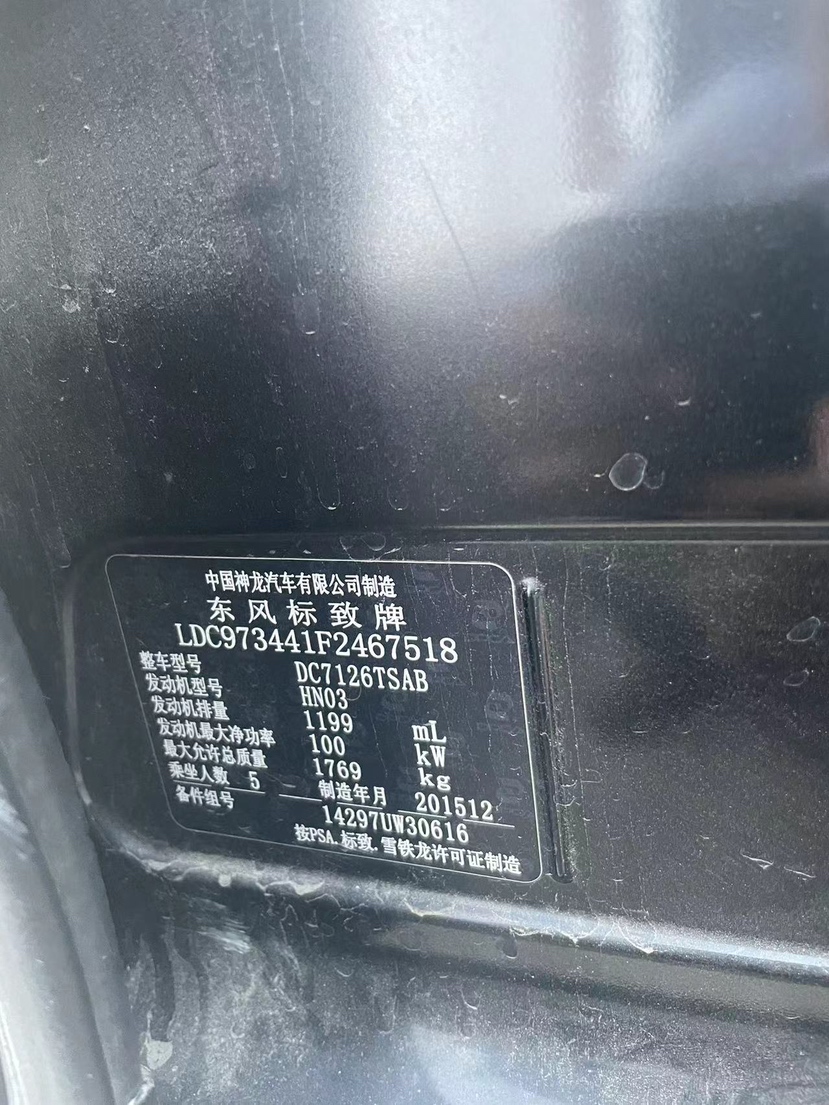 中国神龙汽车有限公司制造
东风标致牌
LDC973441F2467518
整车型号 DC7126TSAB
发动机型号 HN03
发动机排量 1199 mL
发动机最大净功率 100 kW
最大允许总质量 1769 kg
乘坐人数 5 制造年月 201512
备件组号 14297UW30616
按PSA.标致.雪铁龙许可证制造